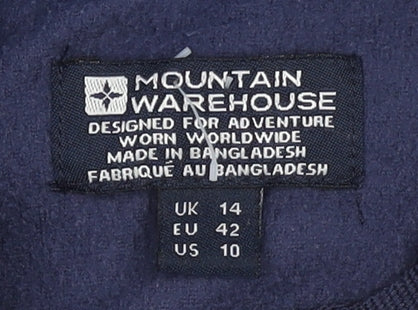 MOUNTAIN
WAREHOUSE
DESIGNED FOR ADVENTURE
WORN WORLDWIDE
MADE IN BANGLADESH
FABRIQUÉ AU BANGLADESH
UK 14
EU 42
US 10